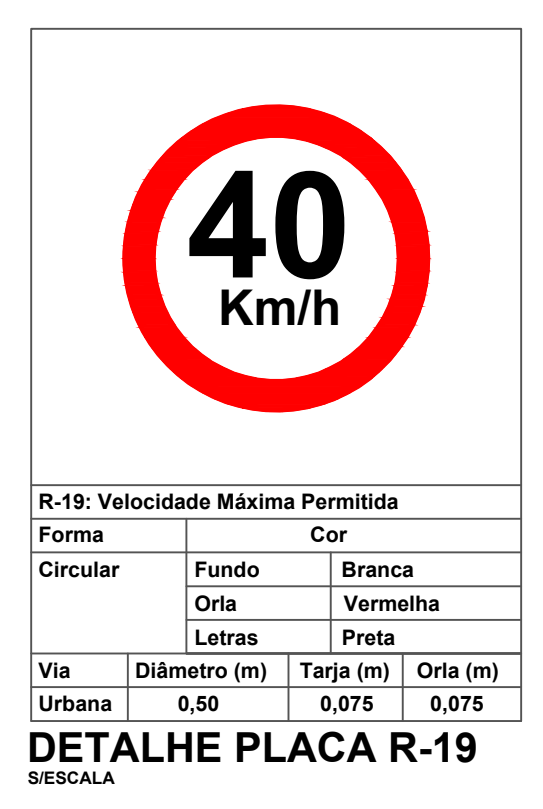 40
Km/h
R-19: Velocidade Máxima Permitida
Forma Cor
Circular Fundo Branca
Orla Vermelha
Letras Preta
Via Diâmetro (m) Tarja (m) Orla (m)
Urbana 0,50 0,075 0,075
DETALHE PLACA R-19
S/ESCALA